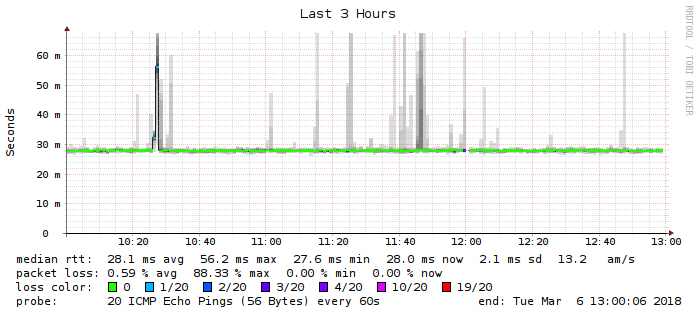 Last 3 Hours
RRDTOOL / TOBI OETIKER
Seconds
60 m
50 m
40 m
30 m
20 m
10 m
0
10:20 10:40 11:00 11:20 11:40 12:00 12:20 12:40 13:00
median rtt: 28.1 ms avg 56.2 ms max 27.6 ms min 28.0 ms now 2.1 ms sd 13.2 am/s
packet loss: 0.59 % avg 88.33 % max 0.00 % min 0.00 % now
loss color: 0 1/20 2/20 3/20 4/20 10/20 19/20
probe: 20 ICMP Echo Pings (56 Bytes) every 60s end: Tue Mar 6 13:00:06 2018